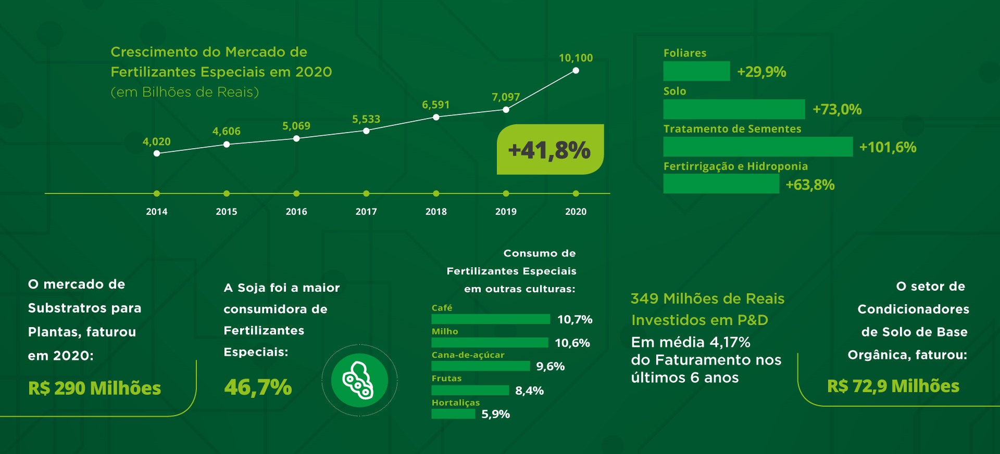 Crescimento do Mercado de
Fertilizantes Especiais em 2020
(em Bilhões de Reais)
4,020
4,606
5,069
5,533
6,591
7,097
10,100
+41,8%
2014
2015
2016
2017
2018
2019
2020
Foliares
+29,9%
Solo
+73,0%
Tratamento de Sementes
+101,6%
Fertirrigação e Hidroponia
+63,8%
O mercado de
Substratros para
Plantas, faturou
em 2020:
R$ 290 Milhões
A Soja foi a maior
consumidora de
Fertilizantes
Especiais:
46,7%
Consumo de
Fertilizantes Especiais
em outras culturas:
Café
10,7%
Milho
10,6%
Cana-de-açúcar
9,6%
Frutas
8,4%
Hortaliças
5,9%
349 Milhões de Reais
Investidos em P&D
Em média 4,17%
do Faturamento nos
últimos 6 anos
O setor de
Condicionadores
de Solo de Base
Orgânica, faturou:
R$ 72,9 Milhões